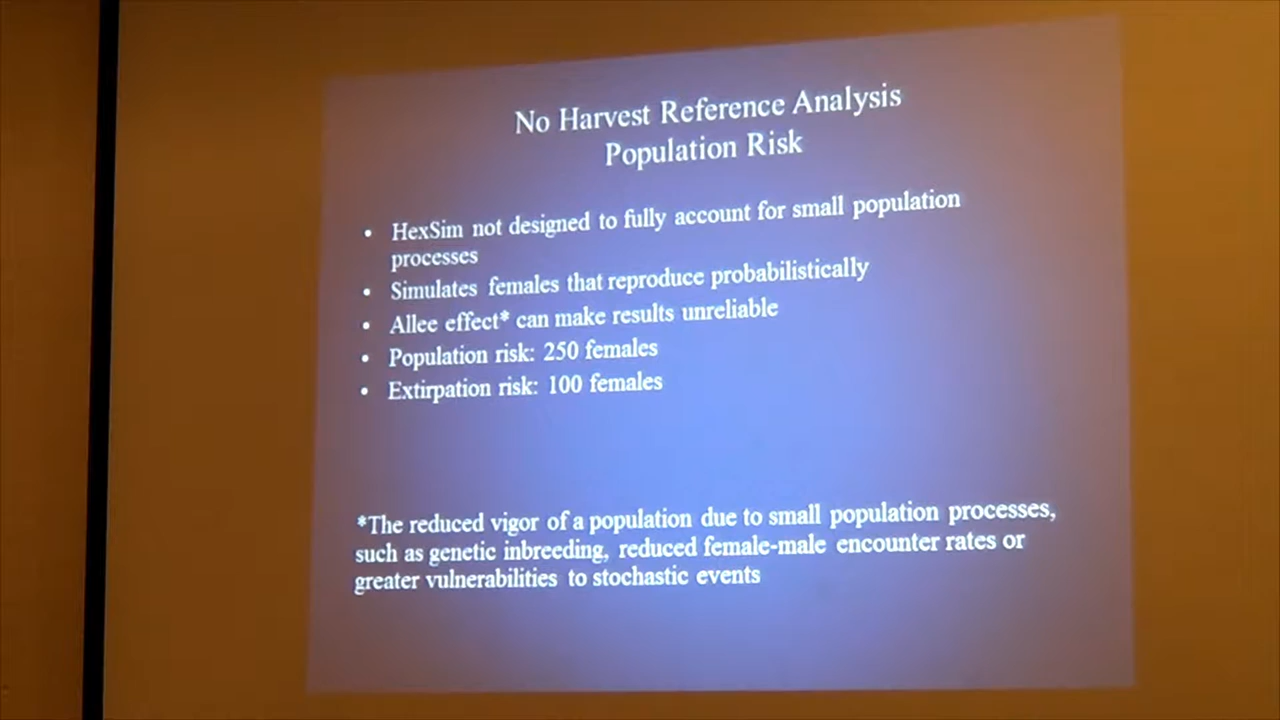 No Harvest Reference Analysis
Population Risk
• HexSim not designed to fully account for small population
processes
• Simulates females that reproduce probabilistically
• Allee effect* can make results unreliable
• Population risk: 250 females
• Extirpation risk: 100 females
*The reduced vigor of a population due to small population processes,
such as genetic inbreeding, reduced female-male encounter rates or
greater vulnerabilities to stochastic events